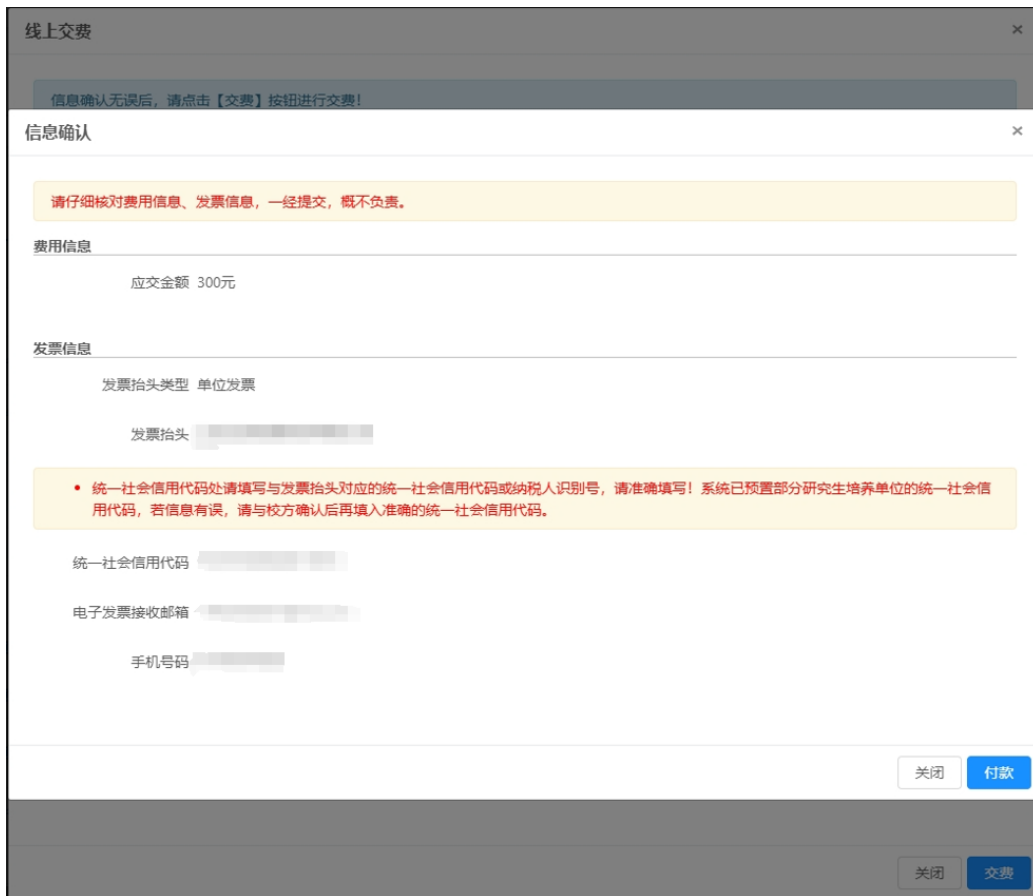 线上交费
×
信息确认无误后，请点击【交费】按钮进行交费！
信息确认
×
请仔细核对费用信息、发票信息，一经提交，概不负责。
费用信息
应交金额 300元
发票信息
发票抬头类型 单位发票
发票抬头
• 统一社会信用代码处请填写与发票抬头对应的统一社会信用代码或纳税人识别号，请准确填写！系统已预置部分研究生培养单位的统一社会信
用代码，若信息有误，请与校方确认后再填入准确的统一社会信用代码。
统一社会信用代码
电子发票接收邮箱
手机号码
关闭 付款
关闭 交费